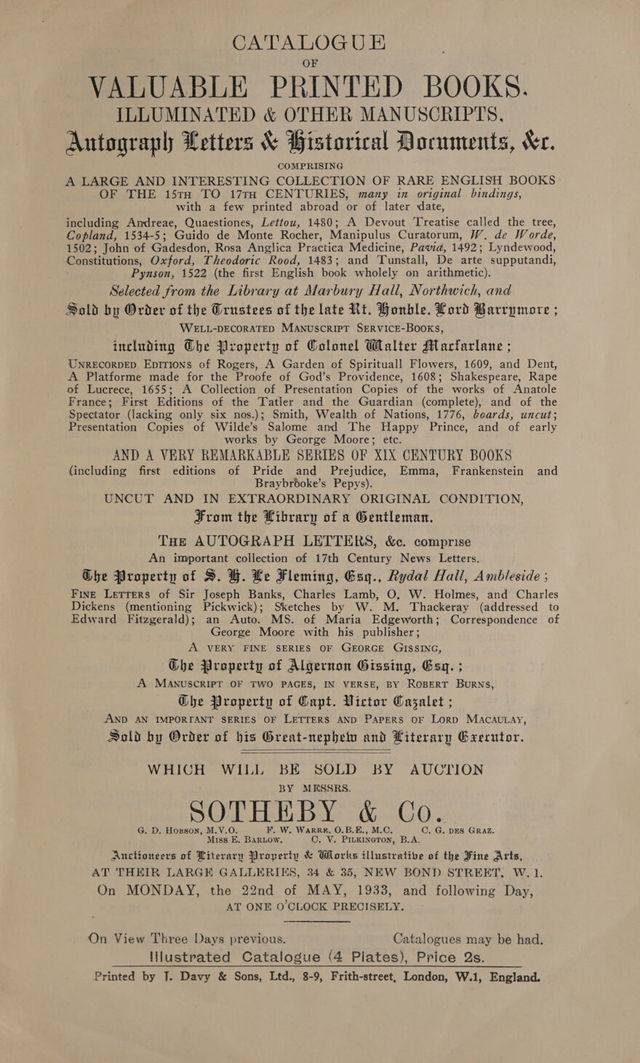 CATALOGUE
OF
VALUABLE PRINTED BOOKS,
ILLUMINATED & OTHER MANUSCRIPTS,
Autograph Letters & Historical Documents, &c.
COMPRISING
A LARGE AND INTERESTING COLLECTION OF RARE ENGLISH BOOKS
OF THE 15TH TO 17TH CENTURIES, many in original bindings,
with a few printed abroad or of later date,
including Andreae, Quaestiones, Lettou, 1480; A Devout Treatise called the tree,
Copland, 1534-5; Guido de Monte Rocher, Manipulus Curatorum, W. de Worde,
1502; John of Gadesdon, Rosa Anglica Practica Medicine, Pavia, 1492; Lyndewood,
Constitutions, Oxford, Theodoric Rood, 1483; and Tunstall, De arte supputandi,
Pynson, 1522 (the first English book wholely on arithmetic).
Selected from the Library at Marbury Hall, Northwich, and
Sold by Order of the Trustees of the late Rt. Honble. Lord Barrymore;
WELL-DECORATED MANUSCRIPT SERVICE-BOOKS,
including The Property of Colonel Walter Macfarlane;
UNRECORDED EDITIONS of Rogers, A Garden of Spirituall Flowers, 1609, and Dent,
A Platforme made for the Proofe of God's Providence, 1608; Shakespeare, Rape
of Lucrece, 1655; A Collection of Presentation Copies of the works of Anatole
France; First Editions of the Tatler and the Guardian (complete), and of the
Spectator (lacking only six nos.); Smith, Wealth of Nations, 1776, boards, uncut;
Presentation Copies of Wilde's Salome and The Happy Prince, and of early
works by George Moore; etc.
AND A VERY REMARKABLE SERIES OF XIX CENTURY BOOKS
(including first editions of Pride and Prejudice, Emma, Frankenstein and
Braybrooke's Pepys).
UNCUT AND IN EXTRAORDINARY ORIGINAL CONDITION,
From the Library of a Gentleman.
THE AUTOGRAPH LETTERS, &c. comprise
An important collection of 17th Century News Letters,
The Property of S. H. Le Fleming, Esq., Rydal Hall, Ambleside;
FINE LETTERS of Sir Joseph Banks, Charles Lamb, O. W. Holmes, and Charles
Dickens (mentioning Pickwick); Sketches by W. M. Thackeray (addressed to
Edward Fitzgerald); an Auto. MS. of Maria Edgeworth; Correspondence of
George Moore with his publisher;
A VERY FINE SERIES OF GEORGE GISSING,
The Property of Algernon Gissing, Esq.;
A MANUSCRIPT OF TWO PAGES, IN VERSE, BY ROBERT BURNS,
The Property of Capt. Victor Cazalet;
AND AN IMPORTANT SERIES OF LETTERS AND PAPERS OF LORD MACAULAY,
Sold by Order of his Great-nephew and Literary Executor.
WHICH WILL BE SOLD BY AUCTION
BY MESSRS.
SOTHEBY & Co.
G. D. HOBSON, M.V.O. F. W. WARRE, O.B.E., M.C. C. G. DES GRAZ.
MISS E. BARLOW. C. V. PILKINGTON, B.A.
Auctioneers of Literary Property & Works illustrative of the Fine Arts,
AT THEIR LARGE GALLERIES, 34 & 35, NEW BOND STREET, W. 1.
On MONDAY, the 22nd of MAY, 1933, and following Day,
AT ONE O'CLOCK PRECISELY.
On View Three Days previous. Catalogues may be had.
Illustrated Catalogue (4 Plates), Price 2s.
Printed by J. Davy & Sons, Ltd., 8-9, Frith-street, London, W.1, England.